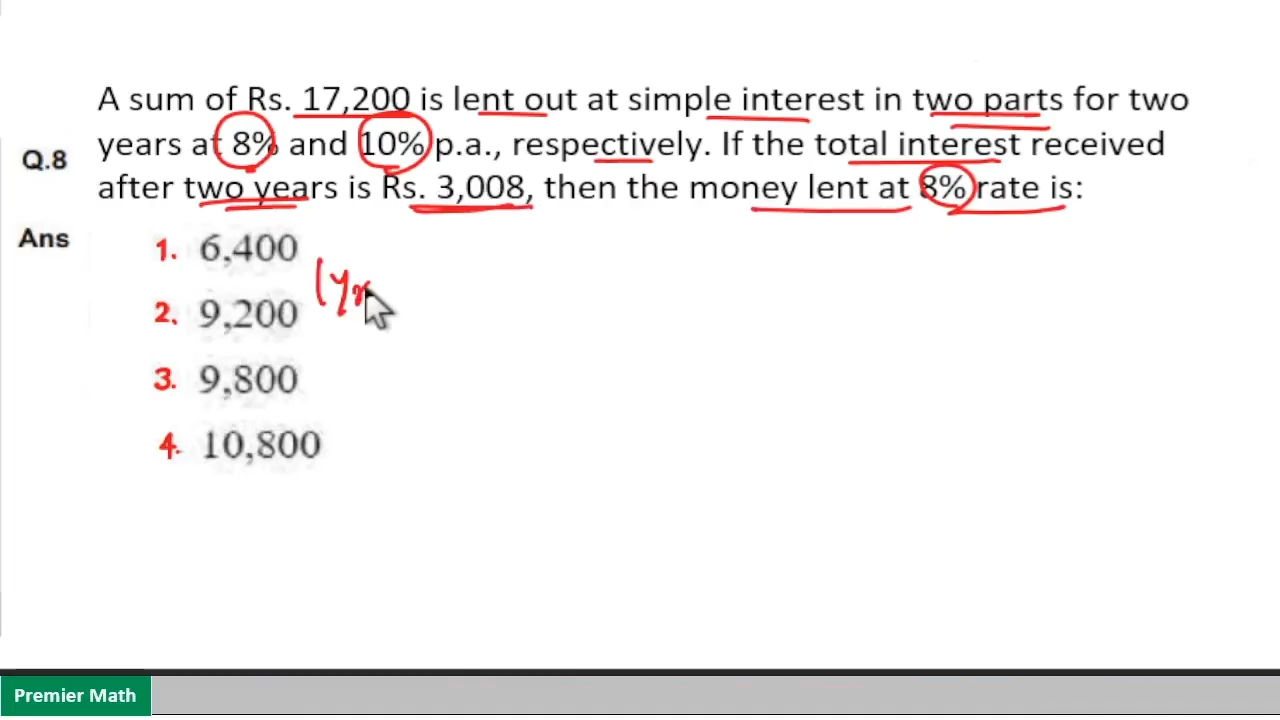 A sum of Rs. 17,200 is lent out at simple interest in two parts for two
Q.8 years at 8% and 10% p.a., respectively. If the total interest received
after two years is Rs. 3,008, then the money lent at 8% rate is:
Ans
1. 6,400
1yr
2. 9,200
3. 9,800
4. 10,800
Premier Math